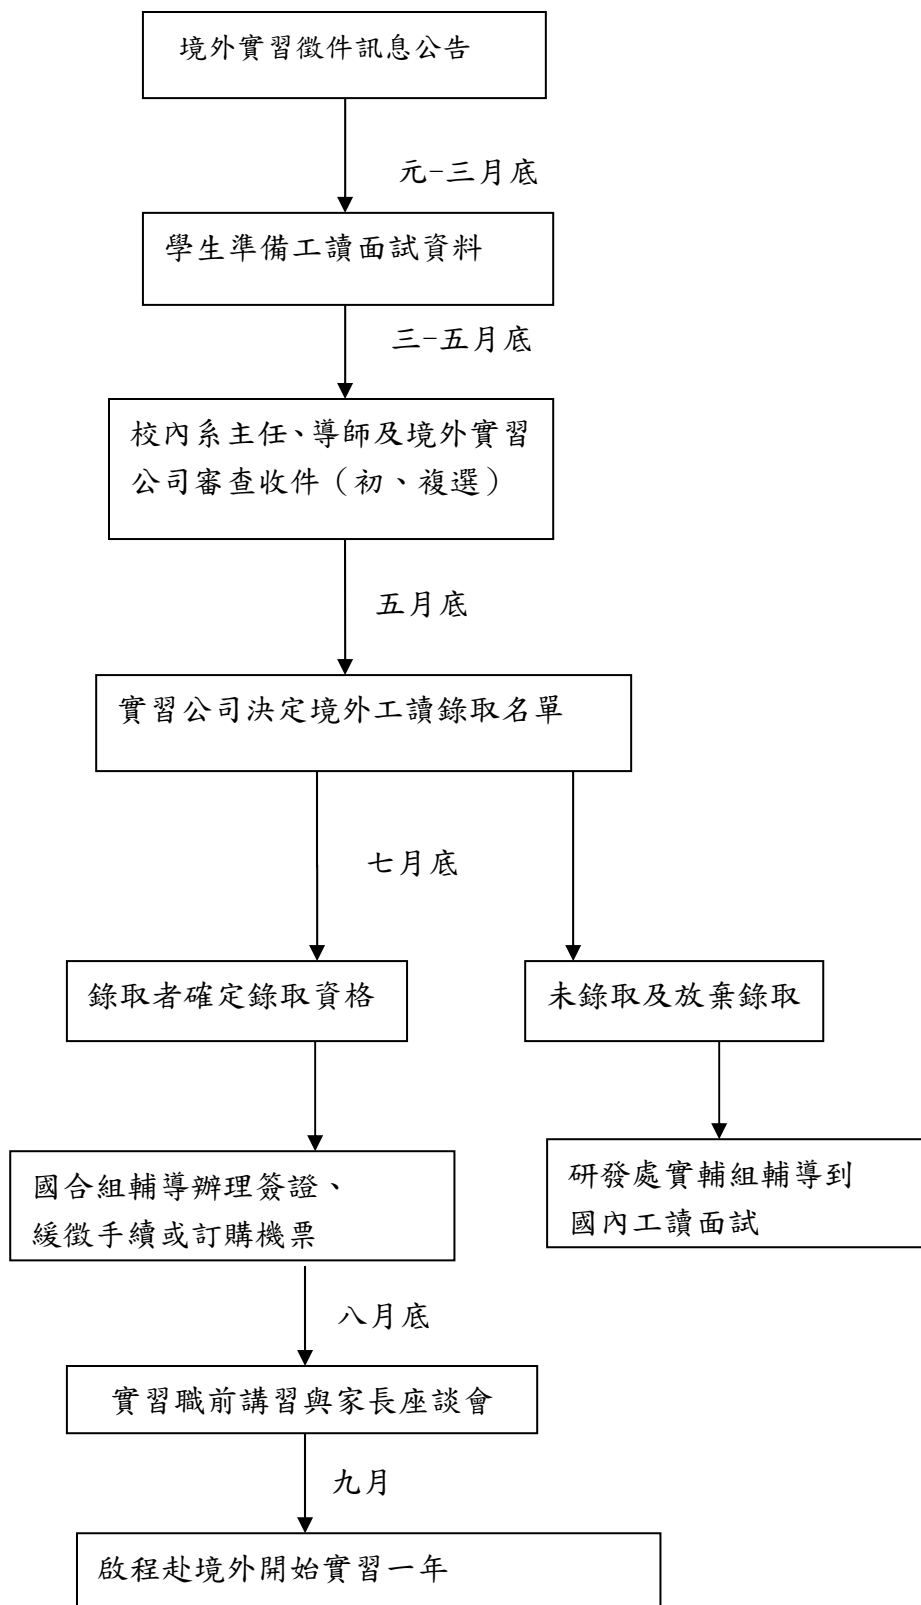 境外實習徵件訊息公告
元-三月底
學生準備工讀面試資料
三-五月底
校內系主任、導師及境外實習
公司審查收件（初、複選）
五月底
實習公司決定境外工讀錄取名單
七月底
錄取者確定錄取資格
未錄取及放棄錄取
國合組輔導辦理簽證、
緩徵手續或訂購機票
研發處實輔組輔導到
國內工讀面試
八月底
實習職前講習與家長座談會
九月
啟程赴境外開始實習一年